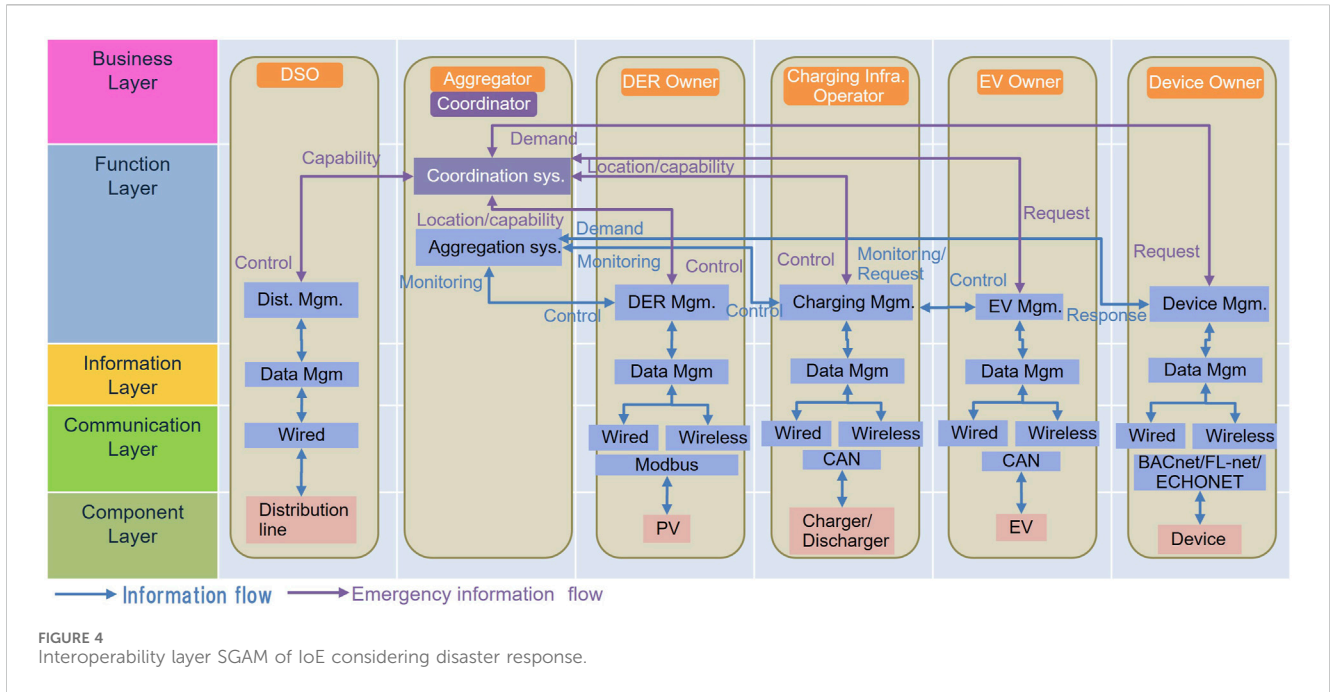 Business
Layer
DSO
Aggregator
Coordinator
DER Owner
Charging Infra.
Operator
EV Owner
Device Owner
Function
Layer
Capability
Demand
Coordination sys.
Location/capability
Location/capability
Request
Aggregation sys.
Demand
Control
Monitoring
Monitoring
Control
Control
Monitoring/
Request
Control
Request
Dist. Mgm.
DER Mgm.
Charging Mgm.
EV Mgm.
Device Mgm.
Control
Control
Response
Information
Layer
Data Mgm
Data Mgm
Data Mgm
Data Mgm
Data Mgm
Communication
Layer
Wired
Wired
Wireless
Modbus
Wired
Wireless
CAN
Wired
Wireless
CAN
Wired
Wireless
BACnet/FL-net/
ECHONET
Component
Layer
Distribution
line
PV
Charger/
Discharger
EV
Device
Information flow
Emergency information flow
FIGURE 4
Interoperability layer SGAM of IoE considering disaster response.